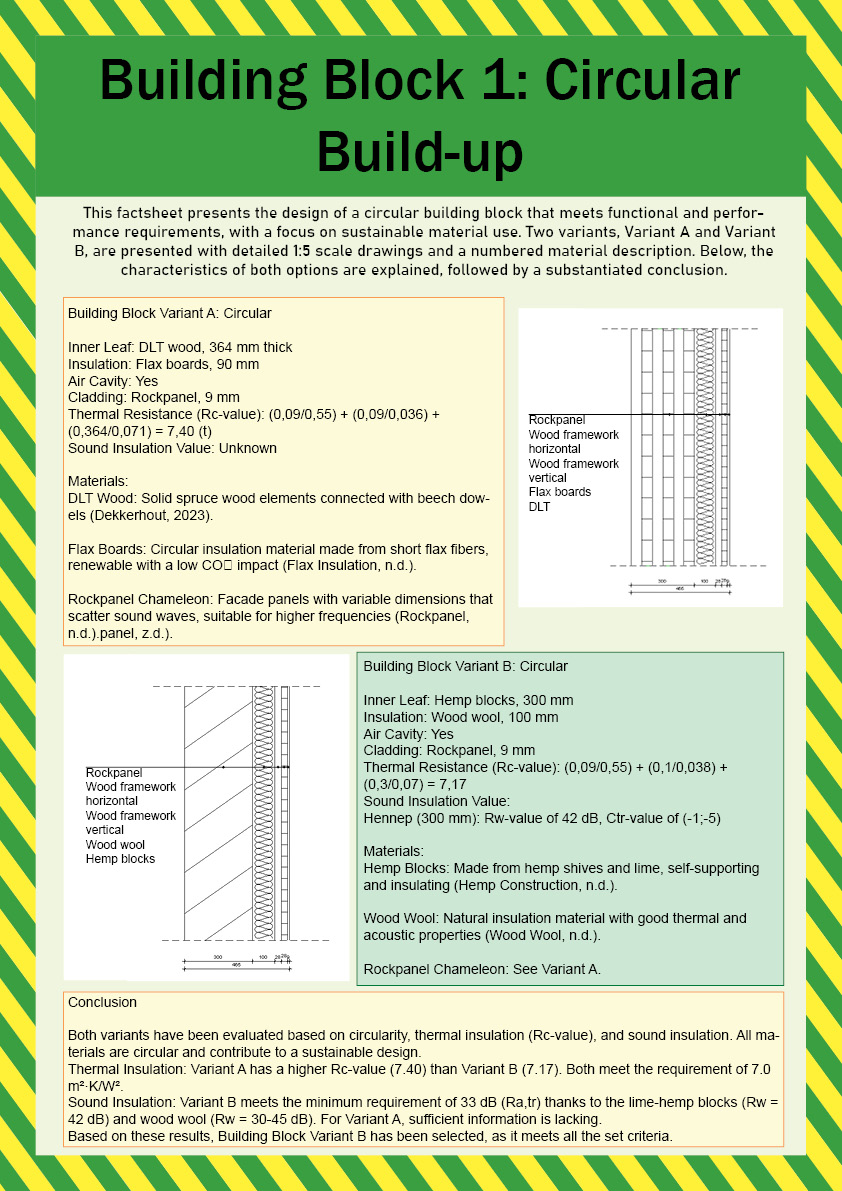 Building Block 1: Circular
Build-up
This factsheet presents the design of a circular building block that meets functional and perfor-
mance requirements, with a focus on sustainable material use. Two variants, Variant A and Variant
B, are presented with detailed 1:5 scale drawings and a numbered material description. Below, the
characteristics of both options are explained, followed by a substantiated conclusion.
Building Block Variant A: Circular
Inner Leaf: DLT wood, 364 mm thick
Insulation: Flax boards, 90 mm
Air Cavity: Yes
Cladding: Rockpanel, 9 mm
Thermal Resistance (Rc-value): (0,09/0,55) + (0,09/0,036) +
(0,364/0,071) = 7,40 (t)
Sound Insulation Value: Unknown
Materials:
DLT Wood: Solid spruce wood elements connected with beech dow-
els (Dekkerhout, 2023).
Flax Boards: Circular insulation material made from short flax fibers,
renewable with a low CO□ impact (Flax Insulation, n.d.).
Rockpanel Chameleon: Facade panels with variable dimensions that
scatter sound waves, suitable for higher frequencies (Rockpanel,
n.d.).panel, z.d.).
Rockpanel
Wood framework
horizontal
Wood framework
vertical
Flax boards
DLT
300 100
465
Rockpanel
Wood framework
horizontal
Wood framework
vertical
Wood wool
Hemp blocks
300 100
465
Building Block Variant B: Circular
Inner Leaf: Hemp blocks, 300 mm
Insulation: Wood wool, 100 mm
Air Cavity: Yes
Cladding: Rockpanel, 9 mm
Thermal Resistance (Rc-value): (0,09/0,55) + (0,1/0,038) +
(0,3/0,07) = 7,17
Sound Insulation Value:
Hennep (300 mm): Rw-value of 42 dB, Ctr-value of (-1;-5)
Materials:
Hemp Blocks: Made from hemp shives and lime, self-supporting
and insulating (Hemp Construction, n.d.).
Wood Wool: Natural insulation material with good thermal and
acoustic properties (Wood Wool, n.d.).
Rockpanel Chameleon: See Variant A.
Conclusion
Both variants have been evaluated based on circularity, thermal insulation (Rc-value), and sound insulation. All ma-
terials are circular and contribute to a sustainable design.
Thermal Insulation: Variant A has a higher Rc-value (7.40) than Variant B (7.17). Both meet the requirement of 7.0
m²·K/W².
Sound Insulation: Variant B meets the minimum requirement of 33 dB (Ra,tr) thanks to the lime-hemp blocks (Rw =
42 dB) and wood wool (Rw = 30-45 dB). For Variant A, sufficient information is lacking.
Based on these results, Building Block Variant B has been selected, as it meets all the set criteria.